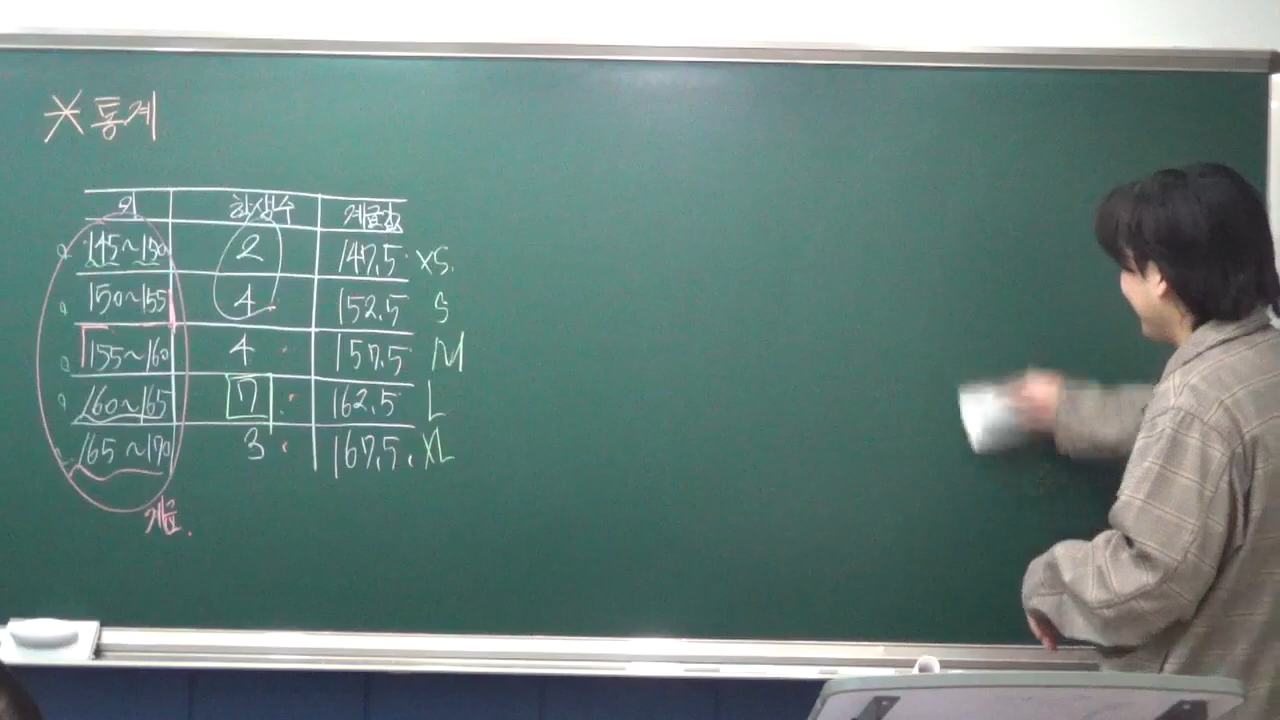 * 통계
키 학생수 계급값
145~150 2 147.5 XS.
150~155 4 152.5 S
155~160 4 157.5 M
160~165 7 162.5 L
165~170 3 167.5. XL
계급.